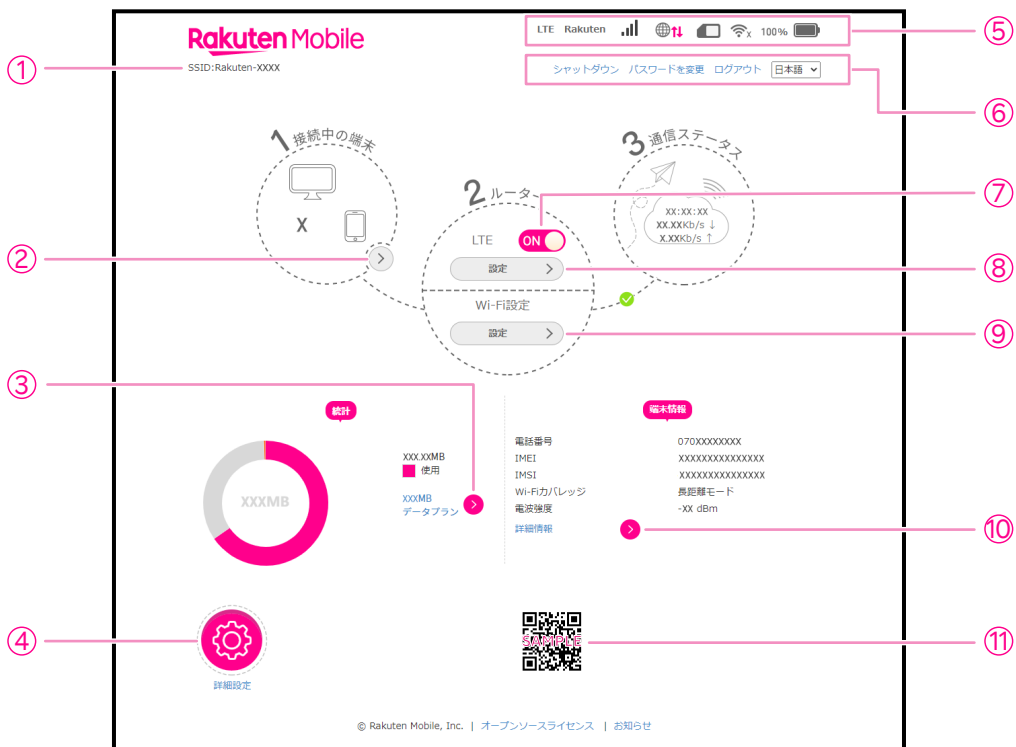 Rakuten Mobile
SSID:Rakuten-XXXX
LTE Rakuten X 100%
シャットダウン パスワードを変更 ログアウト 日本語
① ② ③ ④ ⑤ ⑥ ⑦ ⑧ ⑨ ⑩ ⑪
1 接続中の端末
X
2 ルーター
LTE ON
設定
Wi-Fi設定
設定
3 通信ステータス
XX:XX:XX
XX.XXKb/s ↓
X.XXKb/s ↑
統計
XXXMB
XXX.XXMB
使用
XXXMB
データプラン
端末情報
電話番号 070XXXXXXXX
IMEI XXXXXXXXXXXXXXX
IMSI XXXXXXXXXXXXXXX
Wi-Fiカバレッジ 長距離モード
電波強度 -XX dBm
詳細情報
詳細設定
SAMPLE
© Rakuten Mobile, Inc. | オープンソースライセンス | お知らせ